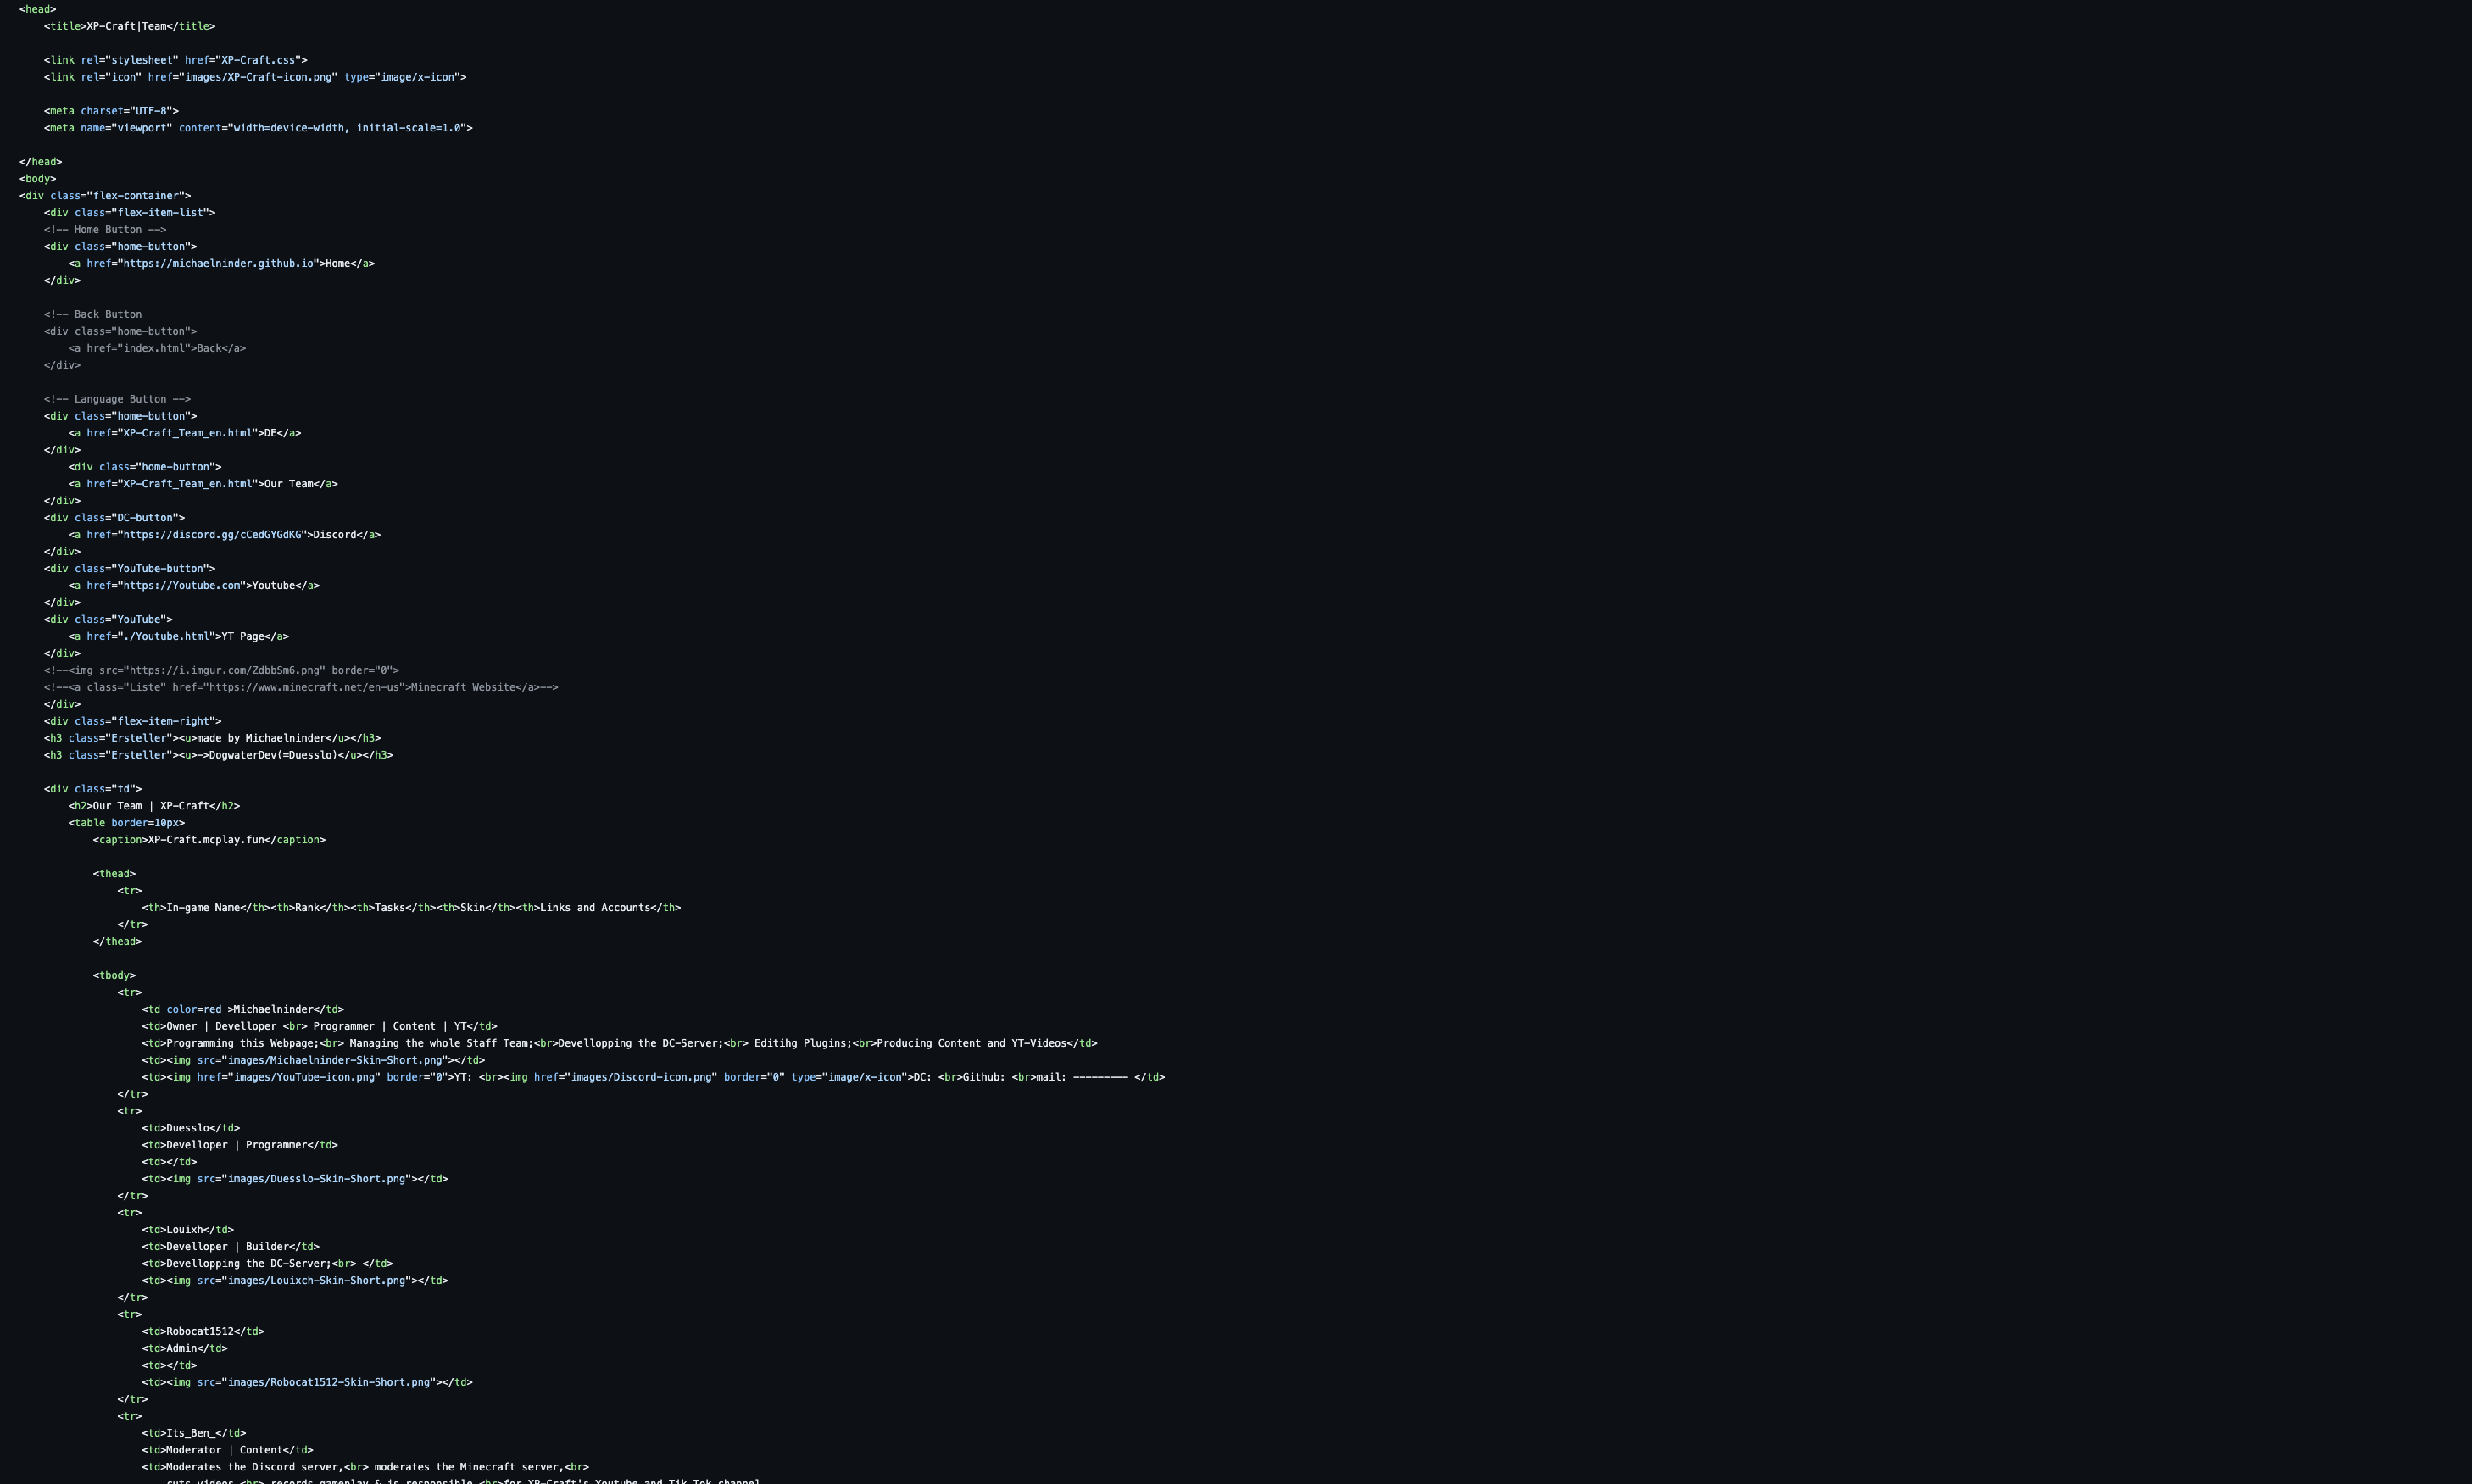 <head>
<title>XP-Craft|Team</title>
<link rel="stylesheet" href="XP-Craft.css">
<link rel="icon" href="images/XP-Craft-icon.png" type="image/x-icon">
<meta charset="UTF-8">
<meta name="viewport" content="width=device-width, initial-scale=1.0">
</head>
<body>
<div class="flex-container">
<div class="flex-item-list">
<!-- Home Button -->
<div class="home-button">
<a href="https://michaelninder.github.io">Home</a>
</div>
<!-- Back Button
<div class="home-button">
<a href="index.html">Back</a>
</div>
<!-- Language Button -->
<div class="home-button">
<a href="XP-Craft_Team_en.html">DE</a>
</div>
<div class="home-button">
<a href="XP-Craft_Team_en.html">Our Team</a>
</div>
<div class="DC-button">
<a href="https://discord.gg/cCedGYGdKG">Discord</a>
</div>
<div class="YouTube-button">
<a href="https://Youtube.com">Youtube</a>
</div>
<div class="YouTube">
<a href="./Youtube.html">YT Page</a>
</div>
<!--<img src="https://i.imgur.com/ZdbbSm6.png" border="0">
<!--<a class="Liste" href="https://www.minecraft.net/en-us">Minecraft Website</a>-->
</div>
<div class="flex-item-right">
<h3 class="Ersteller"><u>made by Michaelninder</u></h3>
<h3 class="Ersteller"><u>->DogwaterDev(=Duesslo)</u></h3>
<div class="td">
<h2>Our Team | XP-Craft</h2>
<table border=10px>
<caption>XP-Craft.mcplay.fun</caption>
<thead>
<tr>
<th>In-game Name</th><th>Rank</th><th>Tasks</th><th>Skin</th><th>Links and Accounts</th>
</tr>
</thead>
<tbody>
<tr>
<td color=red >Michaelninder</td>
<td>Owner | Develloper <br> Programmer | Content | YT</td>
<td>Programming this Webpage;<br> Managing the whole Staff Team;<br>Devellopping the DC-Server;<br> Editihg Plugins;<br>Producing Content and YT-Videos</td>
<td><img src="images/Michaelninder-Skin-Short.png"></td>
<td><img href="images/YouTube-icon.png" border="0">YT: <br><img href="images/Discord-icon.png" border="0" type="image/x-icon">DC: <br>Github: <br>mail: --------- </td>
</tr>
<tr>
<td>Duesslo</td>
<td>Develloper | Programmer</td>
<td></td>
<td><img src="images/Duesslo-Skin-Short.png"></td>
</tr>
<tr>
<td>Louixh</td>
<td>Develloper | Builder</td>
<td>Devellopping the DC-Server;<br> </td>
<td><img src="images/Louixch-Skin-Short.png"></td>
</tr>
<tr>
<td>Robocat1512</td>
<td>Admin</td>
<td></td>
<td><img src="images/Robocat1512-Skin-Short.png"></td>
</tr>
<tr>
<td>Its_Ben_</td>
<td>Moderator | Content</td>
<td>Moderates the Discord server,<br> moderates the Minecraft server,<br>
cuts videos,<br> records gameplay & is responsible <br>for XP-Craft's Youtube and Tik Tok channel